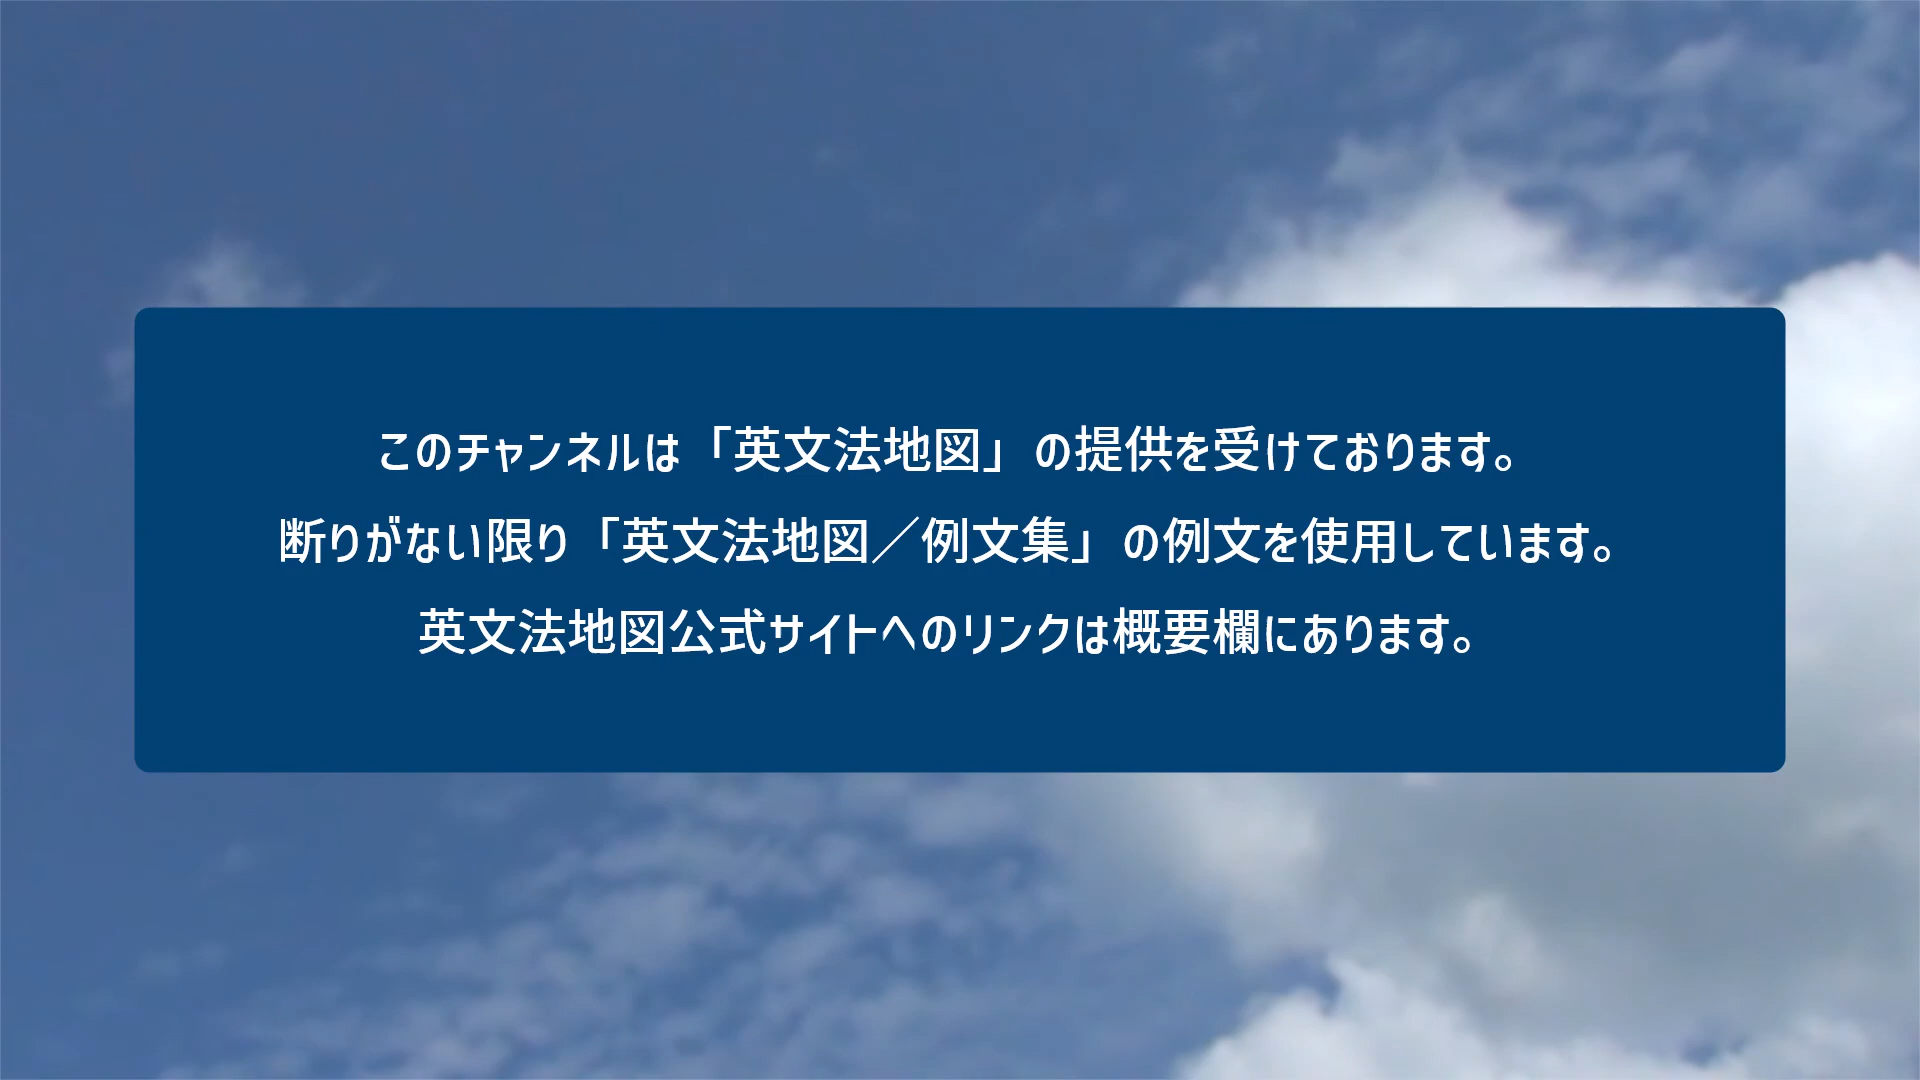 このチャンネルは「英文法地図」の提供を受けております。
断りがない限り「英文法地図／例文集」の例文を使用しています。
英文法地図公式サイトへのリンクは概要欄にあります。